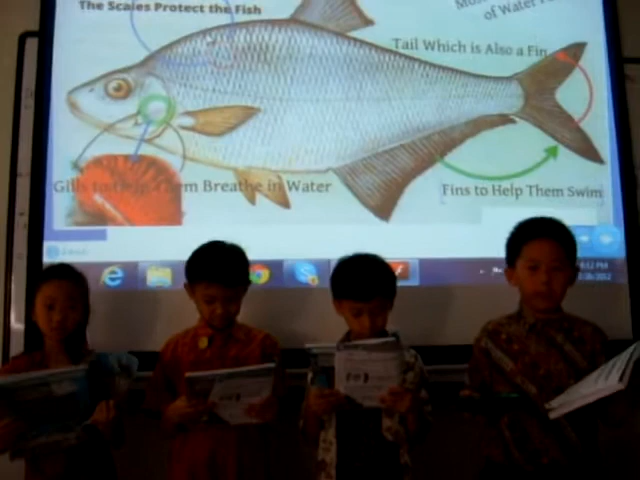 The Scales Protect the Fish
of Water
Tail Which is Also a Fin
Gills to Help Them Breathe in Water
Fins to Help Them Swim